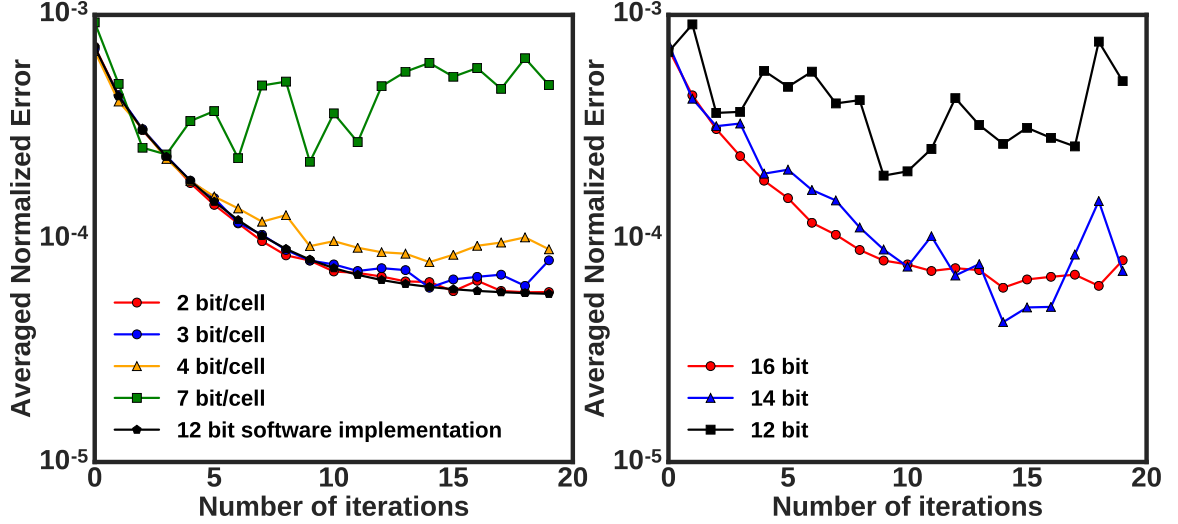 10-3
10-4
10-5
Averaged Normalized Error
2 bit/cell
3 bit/cell
4 bit/cell
7 bit/cell
12 bit software implementation
0 5 10 15 20
Number of iterations
10-3
10-4
10-5
Averaged Normalized Error
16 bit
14 bit
12 bit
0 5 10 15 20
Number of iterations